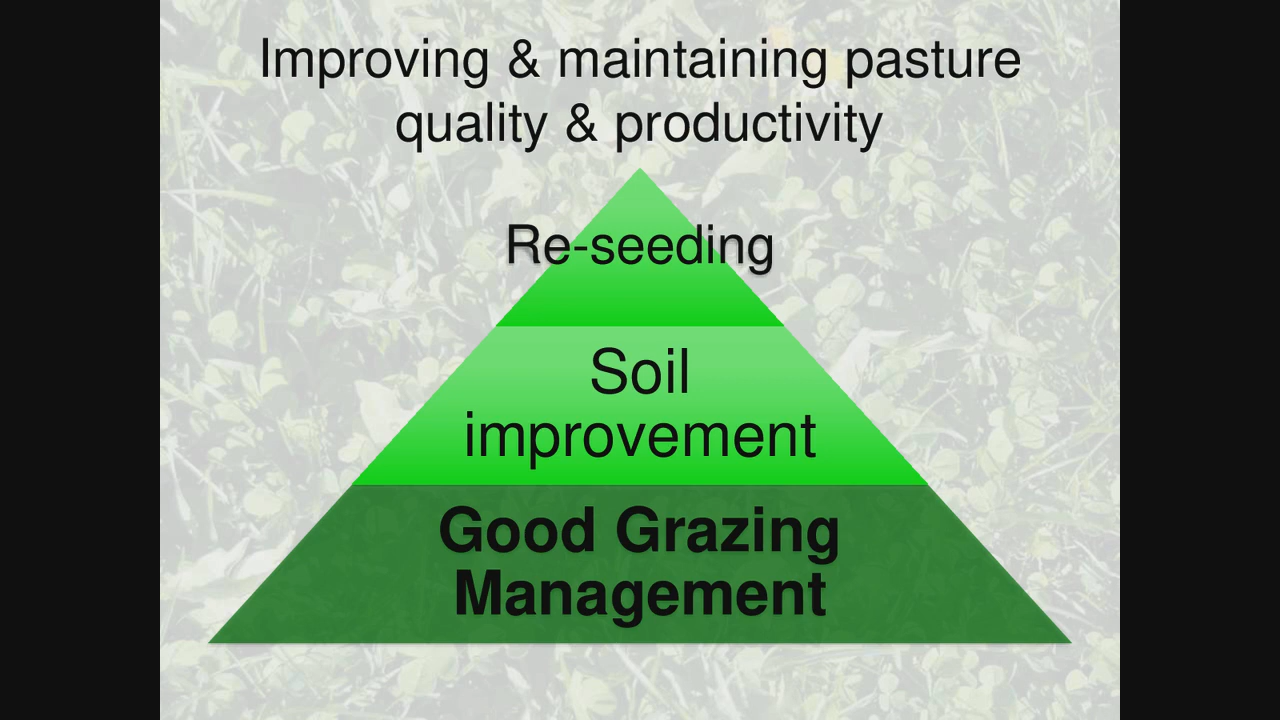 Improving & maintaining pasture
quality & productivity
Re-seeding
Soil
improvement
Good Grazing
Management